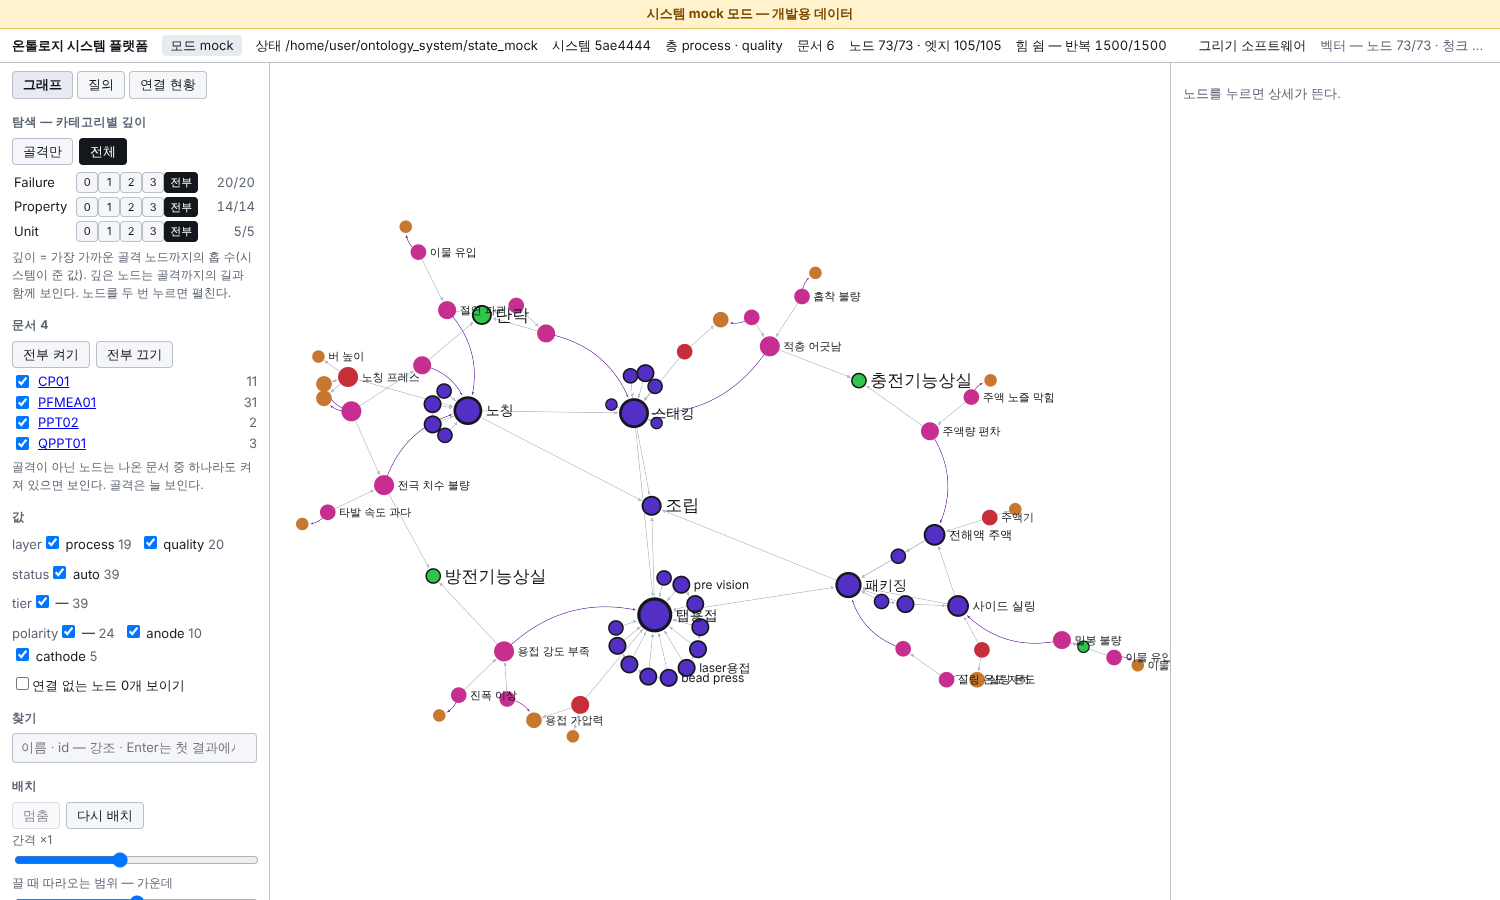 시스템 mock 모드 — 개발용 데이터
온톨로지 시스템 플랫폼 모드 mock 상태 /home/user/ontology_system/state_mock 시스템 5ae4444 층 process · quality 문서 6 노드 73/73 · 엣지 105/105 힘 쉼 — 반복 1500/1500 그리기 소프트웨어 벡터 — 노드 73/73 · 청크 ...
그래프 질의 연결 현황
탐색 — 카테고리별 깊이
골격만 전체
Failure 0 1 2 3 전부 20/20
Property 0 1 2 3 전부 14/14
Unit 0 1 2 3 전부 5/5
깊이 = 가장 가까운 골격 노드까지의 홉 수(시
스템이 준 값). 깊은 노드는 골격까지의 길과
함께 보인다. 노드를 두 번 누르면 펼친다.
문서 4
전부 켜기 전부 끄기
CP01 11
PFMEA01 31
PPT02 2
QPPT01 3
골격이 아닌 노드는 나온 문서 중 하나라도 켜
져 있으면 보인다. 골격은 늘 보인다.
값
layer process 19 quality 20
status auto 39
tier — 39
polarity — 24 anode 10
cathode 5
연결 없는 노드 0개 보이기
찾기
이름 · id — 강조 · Enter는 첫 결과에서
배치
멈춤 다시 배치
간격 ×1
끌 때 따라오는 범위 — 가운데
노드를 누르면 상세가 뜬다.
이물 유입
흡착 불량
절연 파괴
단락
적층 어긋남
버 높이
노칭 프레스
충전기능상실
주액 노즐 막힘
노칭
스태킹
주액량 편차
전극 치수 불량
조립
타발 속도 과다
주액기
전해액 주액
방전기능상실
pre vision
패키징
탭용접
사이드 실링
밀봉 불량
용접 강도 부족
이물 유입
이물
laser용접
bead press
진폭 이상
용접 가압력